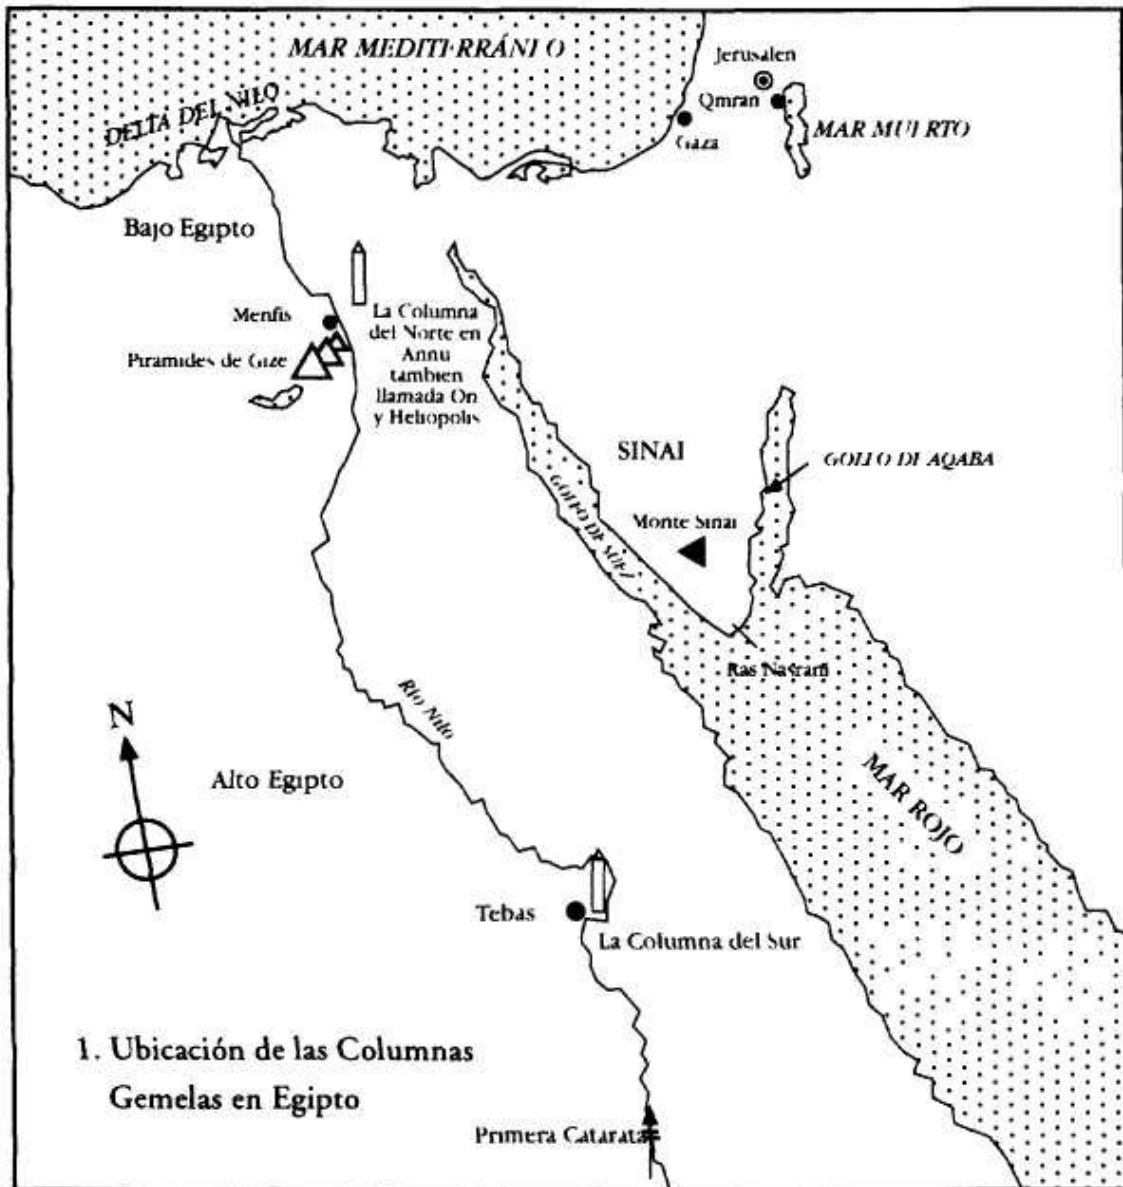 MAR MEDITERRÁNEO
Jerusalen
Qmran
MAR MUERTO
Gaza
DELTA DEL NILO
Bajo Egipto
Menfis
Piramides de Gize
La Columna
del Norte en
Annu
tambien
llamada On
y Heliopolis
SINAI
GOLFO DE AQABA
GOLFO DE SUEZ
Monte Sinai
Ras Nasrani
RIO NILO
N
Alto Egipto
MAR ROJO
Tebas
La Columna del Sur
1. Ubicación de las Columnas
Gemelas en Egipto
Primera Catarata